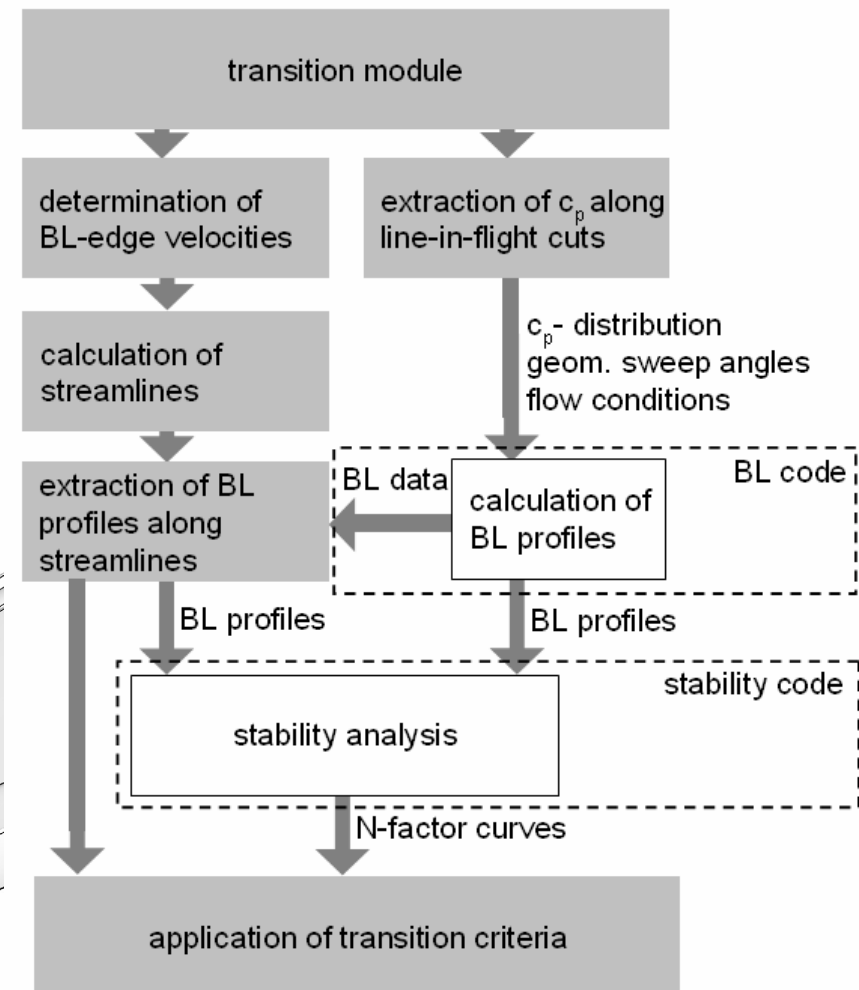 transition module
determination of
BL-edge velocities
extraction of cp along
line-in-flight cuts
calculation of
streamlines
cp- distribution
geom. sweep angles
flow conditions
extraction of BL
profiles along
streamlines
BL data
calculation of
BL profiles
BL code
BL profiles
BL profiles
stability code
stability analysis
N-factor curves
application of transition criteria